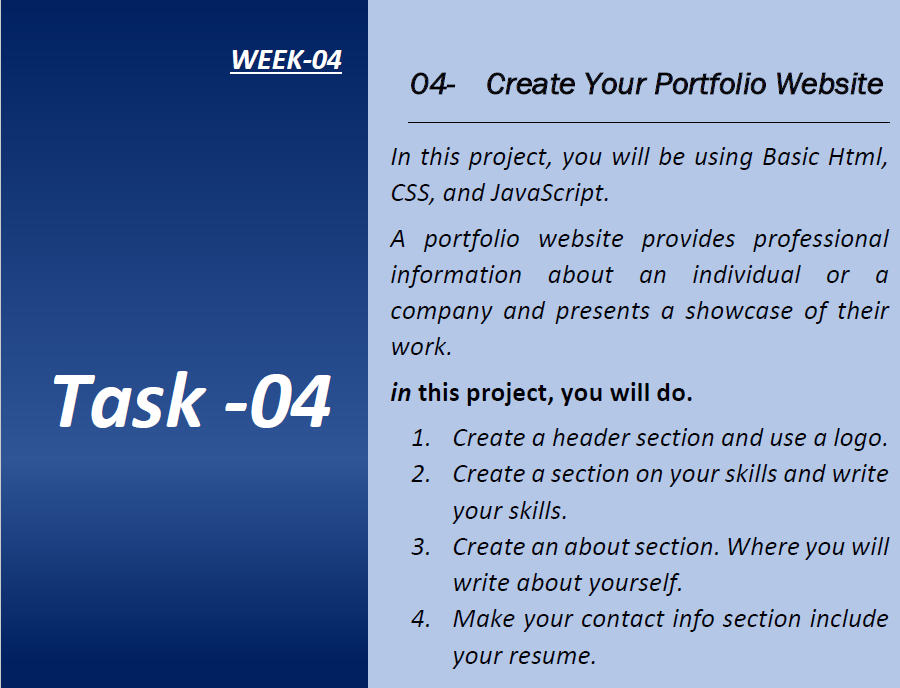 WEEK-04
Task -04
04- Create Your Portfolio Website
In this project, you will be using Basic Html,
CSS, and JavaScript.
A portfolio website provides professional
information about an individual or a
company and presents a showcase of their
work.
in this project, you will do.
1. Create a header section and use a logo.
2. Create a section on your skills and write
your skills.
3. Create an about section. Where you will
write about yourself.
4. Make your contact info section include
your resume.